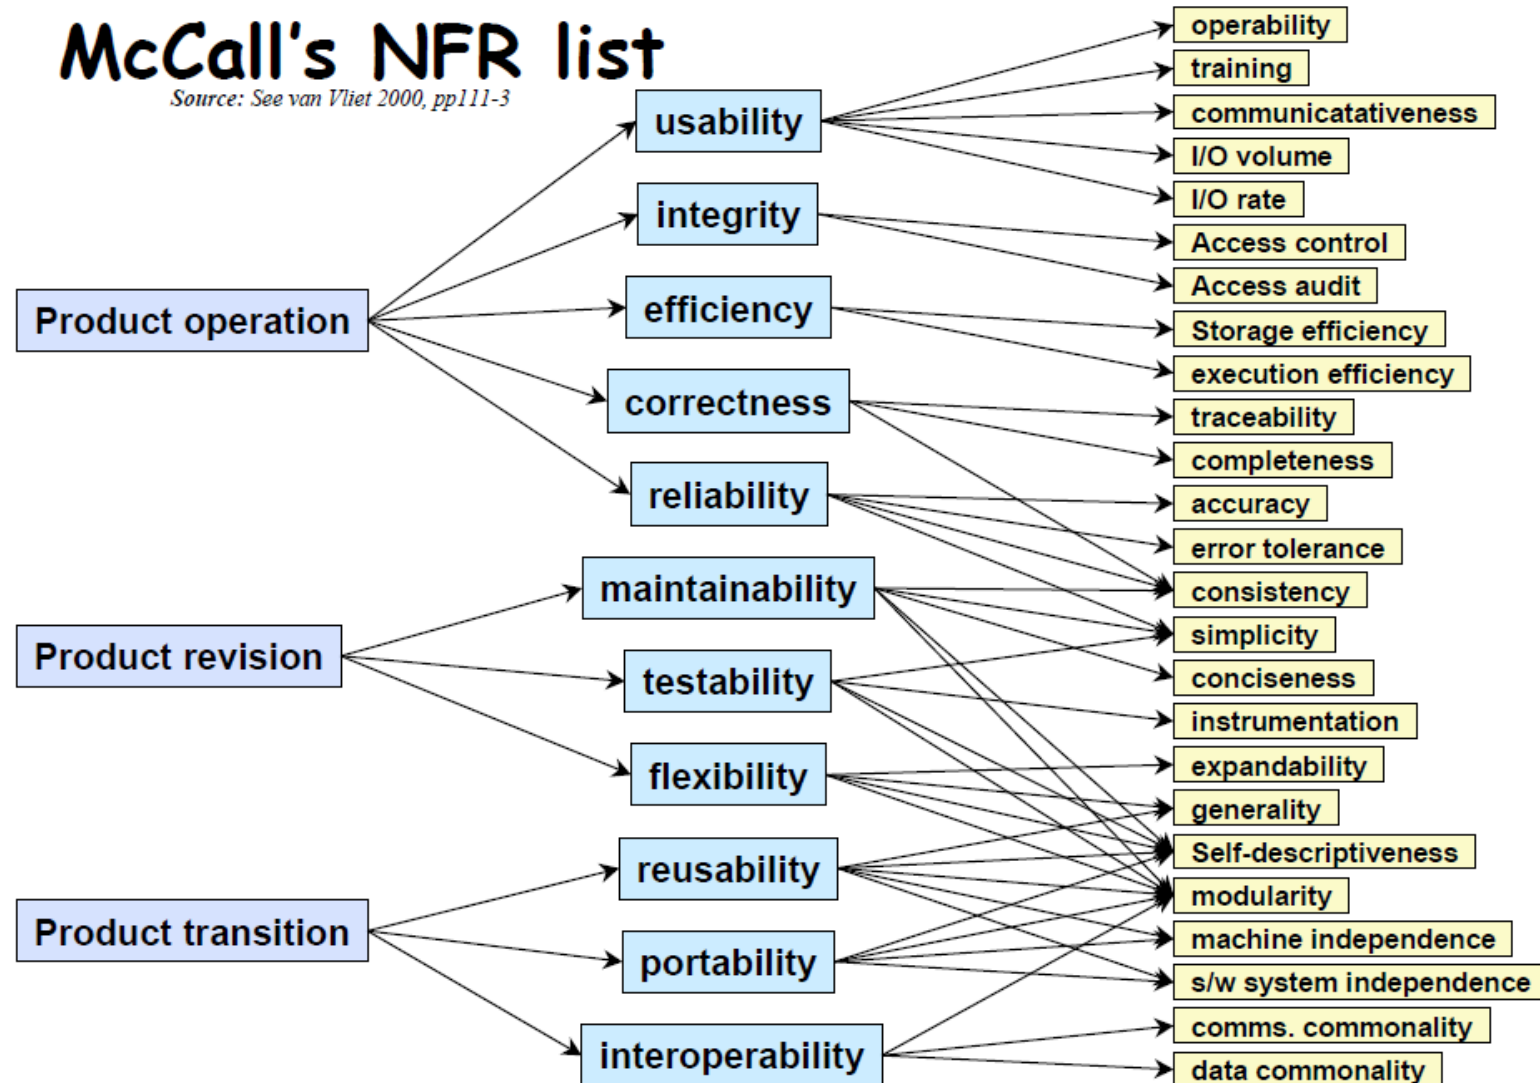 McCall's NFR list
Source: See van Vliet 2000, pp111-3
Product operation
Product revision
Product transition
usability
integrity
efficiency
correctness
reliability
maintainability
testability
flexibility
reusability
portability
interoperability
operability
training
communicatativeness
I/O volume
I/O rate
Access control
Access audit
Storage efficiency
execution efficiency
traceability
completeness
accuracy
error tolerance
consistency
simplicity
conciseness
instrumentation
expandability
generality
Self-descriptiveness
modularity
machine independence
s/w system independence
comms. commonality
data commonality